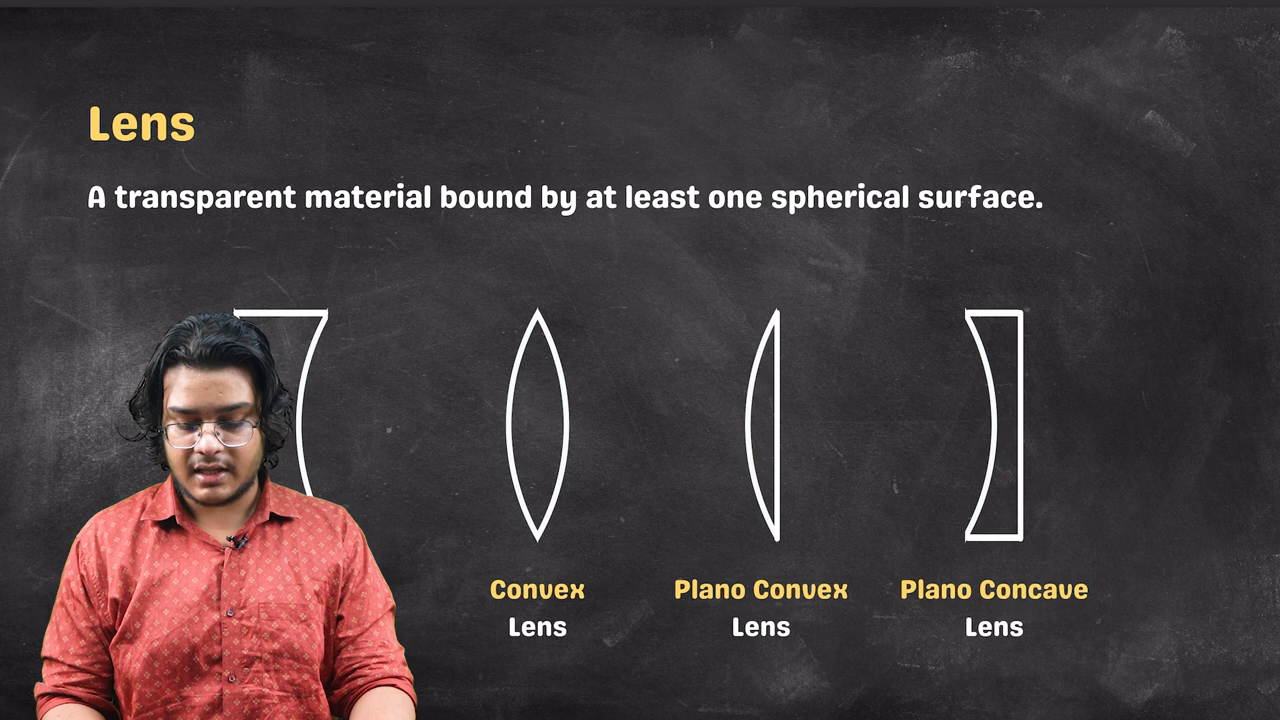 Lens
A transparent material bound by at least one spherical surface.
Convex
Lens
Plano Convex
Lens
Plano Concave
Lens